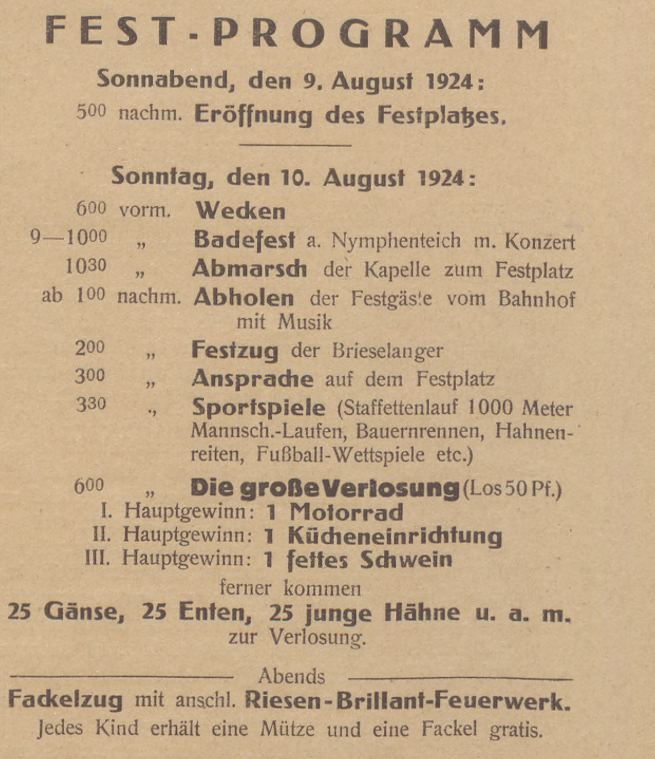 FEST-PROGRAMM
Sonnabend, den 9. August 1924:
5⁰⁰ nachm. Eröffnung des Festplatzes.
Sonntag, den 10. August 1924:
6⁰⁰ vorm. Wecken
9—10⁰⁰ „ Badefest a. Nymphenteich m. Konzert
10³⁰ „ Abmarsch der Kapelle zum Festplatz
ab 1⁰⁰ nachm. Abholen der Festgäste vom Bahnhof
mit Musik
2⁰⁰ „ Festzug der Brieselanger
3⁰⁰ „ Ansprache auf dem Festplatz
3³⁰ „ Sportspiele (Staffettenlauf 1000 Meter
Mannsch.-Laufen, Bauernrennen, Hahnen-
reiten, Fußball-Wettspiele etc.)
6⁰⁰ „ Die große Verlosung (Los 50 Pf.)
I. Hauptgewinn: 1 Motorrad
II. Hauptgewinn: 1 Kücheneinrichtung
III. Hauptgewinn: 1 fettes Schwein
ferner kommen
25 Gänse, 25 Enten, 25 junge Hähne u. a. m.
zur Verlosung.
Abends
Fackelzug mit anschl. Riesen-Brillant-Feuerwerk.
Jedes Kind erhält eine Mütze und eine Fackel gratis.